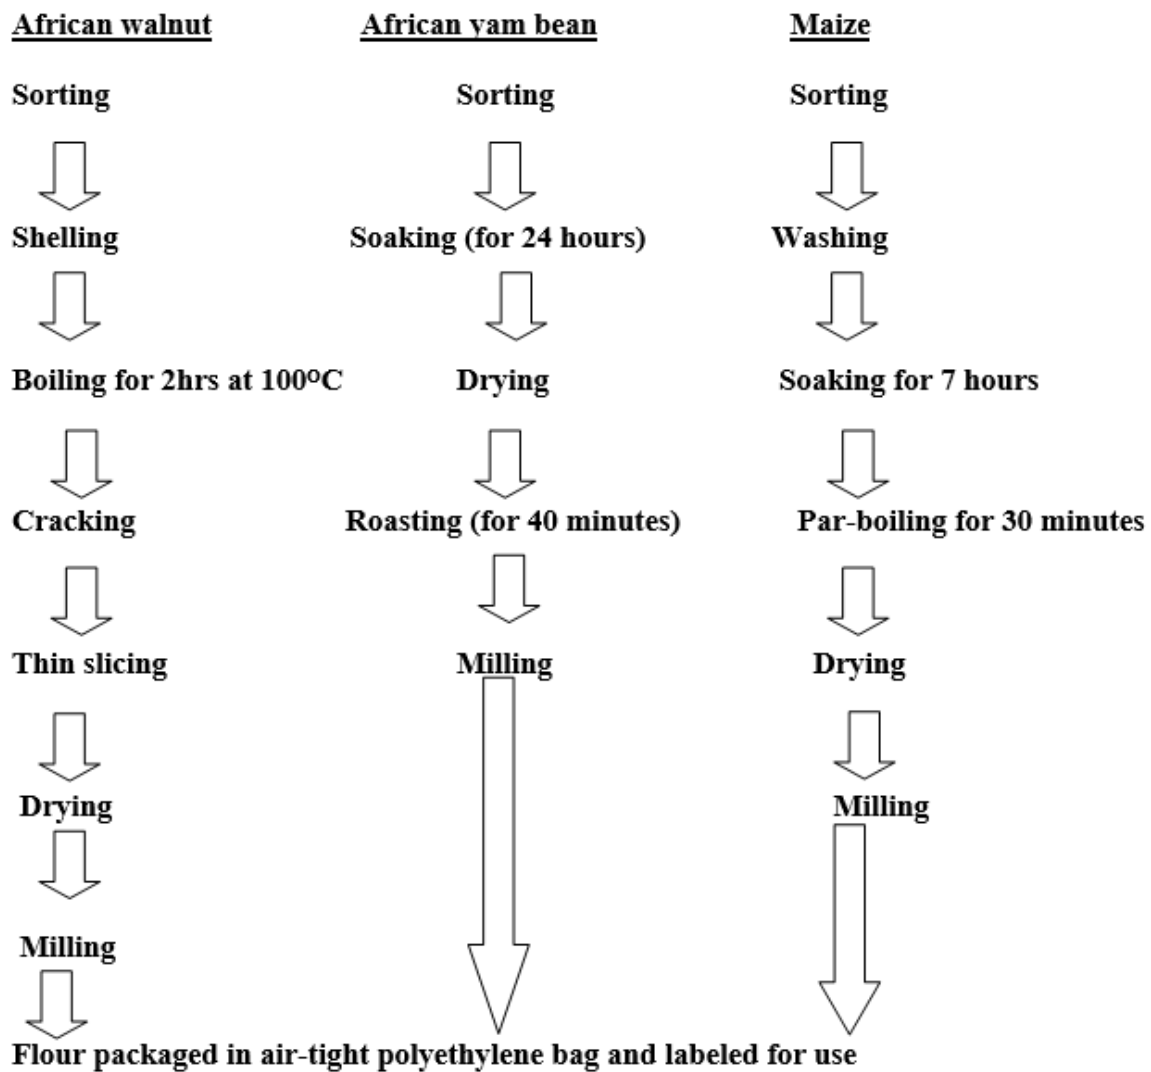 African walnut African yam bean Maize
Sorting Sorting Sorting
Shelling Soaking (for 24 hours) Washing
Boiling for 2hrs at 100ºC Drying Soaking for 7 hours
Cracking Roasting (for 40 minutes) Par-boiling for 30 minutes
Thin slicing Milling Drying
Drying Milling
Milling
Flour packaged in air-tight polyethylene bag and labeled for use